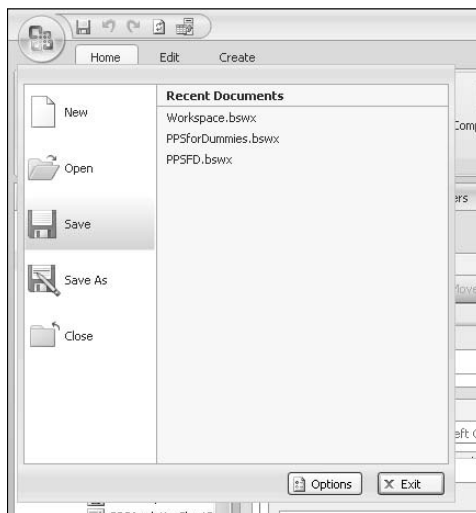 Home Edit Create
Recent Documents
New
Workspace.bswx
PPSforDummies.bswx
Open
PPSFD.bswx
Save
Save As
Close
Options Exit